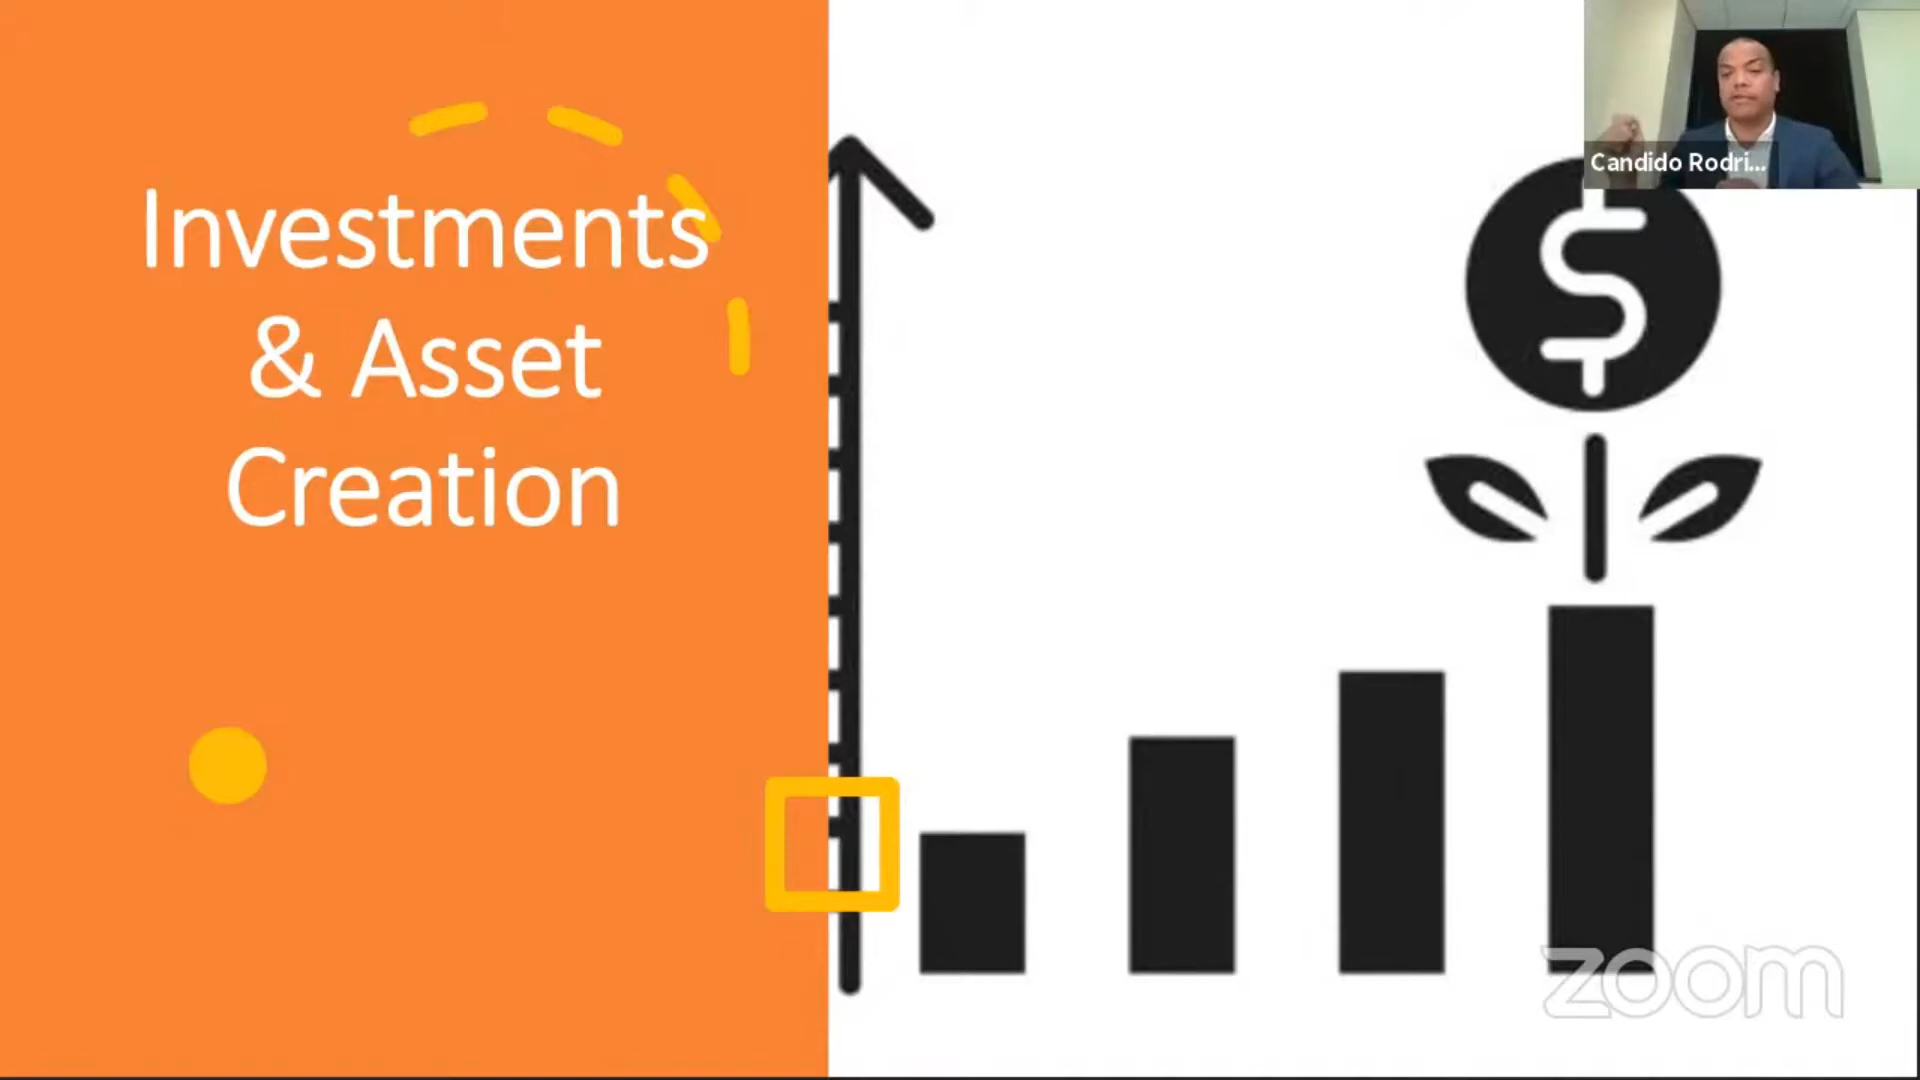 Investments
& Asset
Creation
Candido Rodri...
zoom